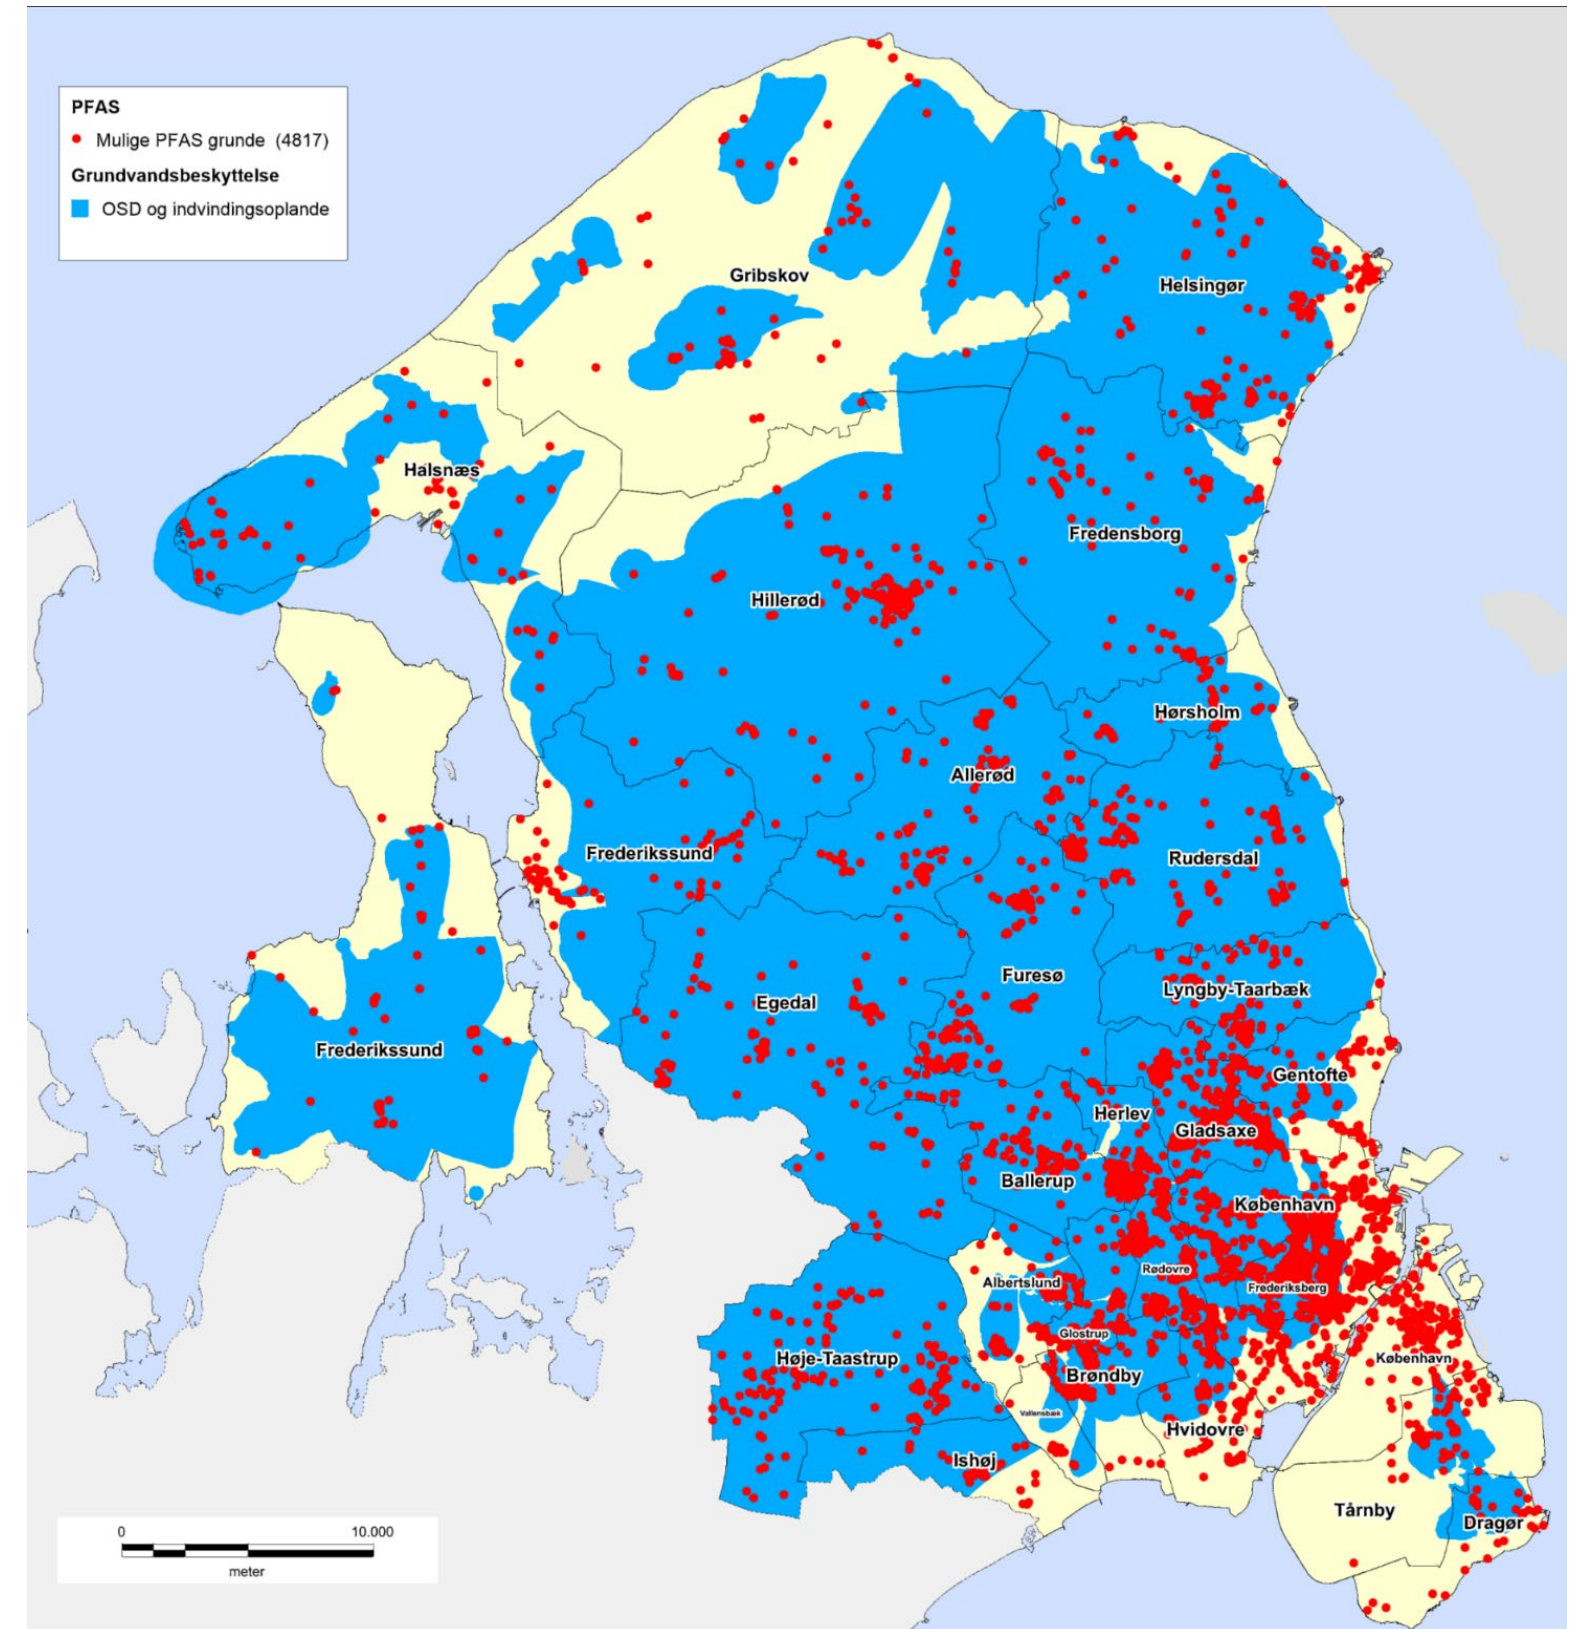 PFAS
Mulige PFAS grunde (4817)
Grundvandsbeskyttelse
OSD og indvindingsoplande
Gribskov
Helsingør
Halsnæs
Fredensborg
Hillerød
Hørsholm
Allerød
Frederikssund
Rudersdal
Furesø
Lyngby-Taarbæk
Egedal
Frederikssund
Gentofte
Herlev
Gladsaxe
Ballerup
København
Rødovre
Albertslund
Frederiksberg
Glostrup
Høje-Taastrup
København
Brøndby
Vallensbæk
Hvidovre
Ishøj
Tårnby
Dragør
0 10.000
meter